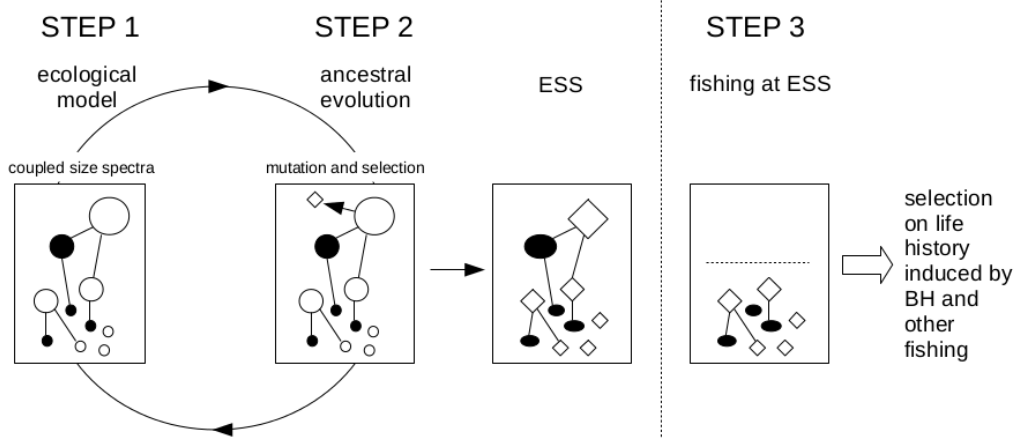 STEP 1
STEP 2
STEP 3
ecological
model
ancestral
evolution
ESS
fishing at ESS
coupled size spectra
mutation and selection
selection
on life
history
induced by
BH and
other
fishing